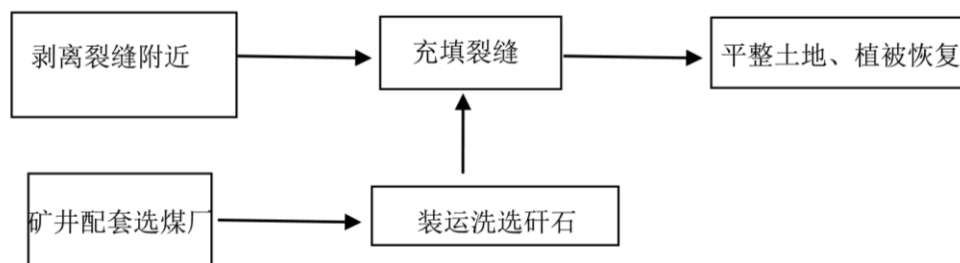 剥离裂缝附近
充填裂缝
平整土地、植被恢复
矿井配套选煤厂
装运洗选矸石